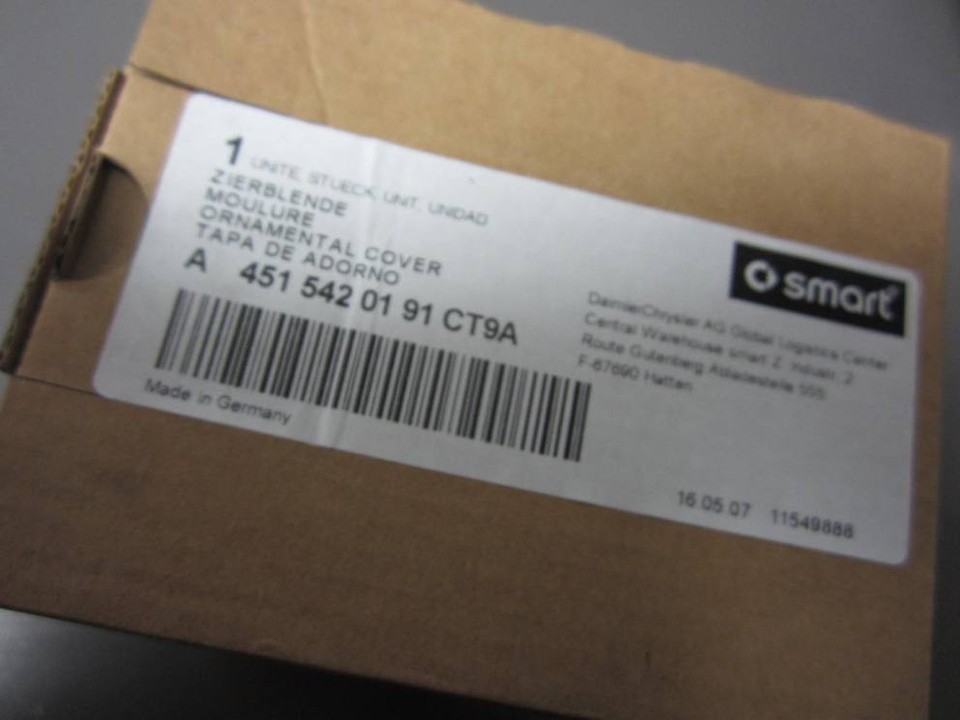 1 UNITE, STUECK, UNIT, UNIDAD
ZIERBLENDE
MOULURE
ORNAMENTAL COVER
TAPA DE ADORNO
A 451 542 01 91 CT9A
Made in Germany
smart
DaimlerChrysler AG Global Logistics Center
Central Warehouse smart Z. Industr. 2
Route Gutenberg Abladestelle 555
F-67690 Hatten
16.05.07 11549888